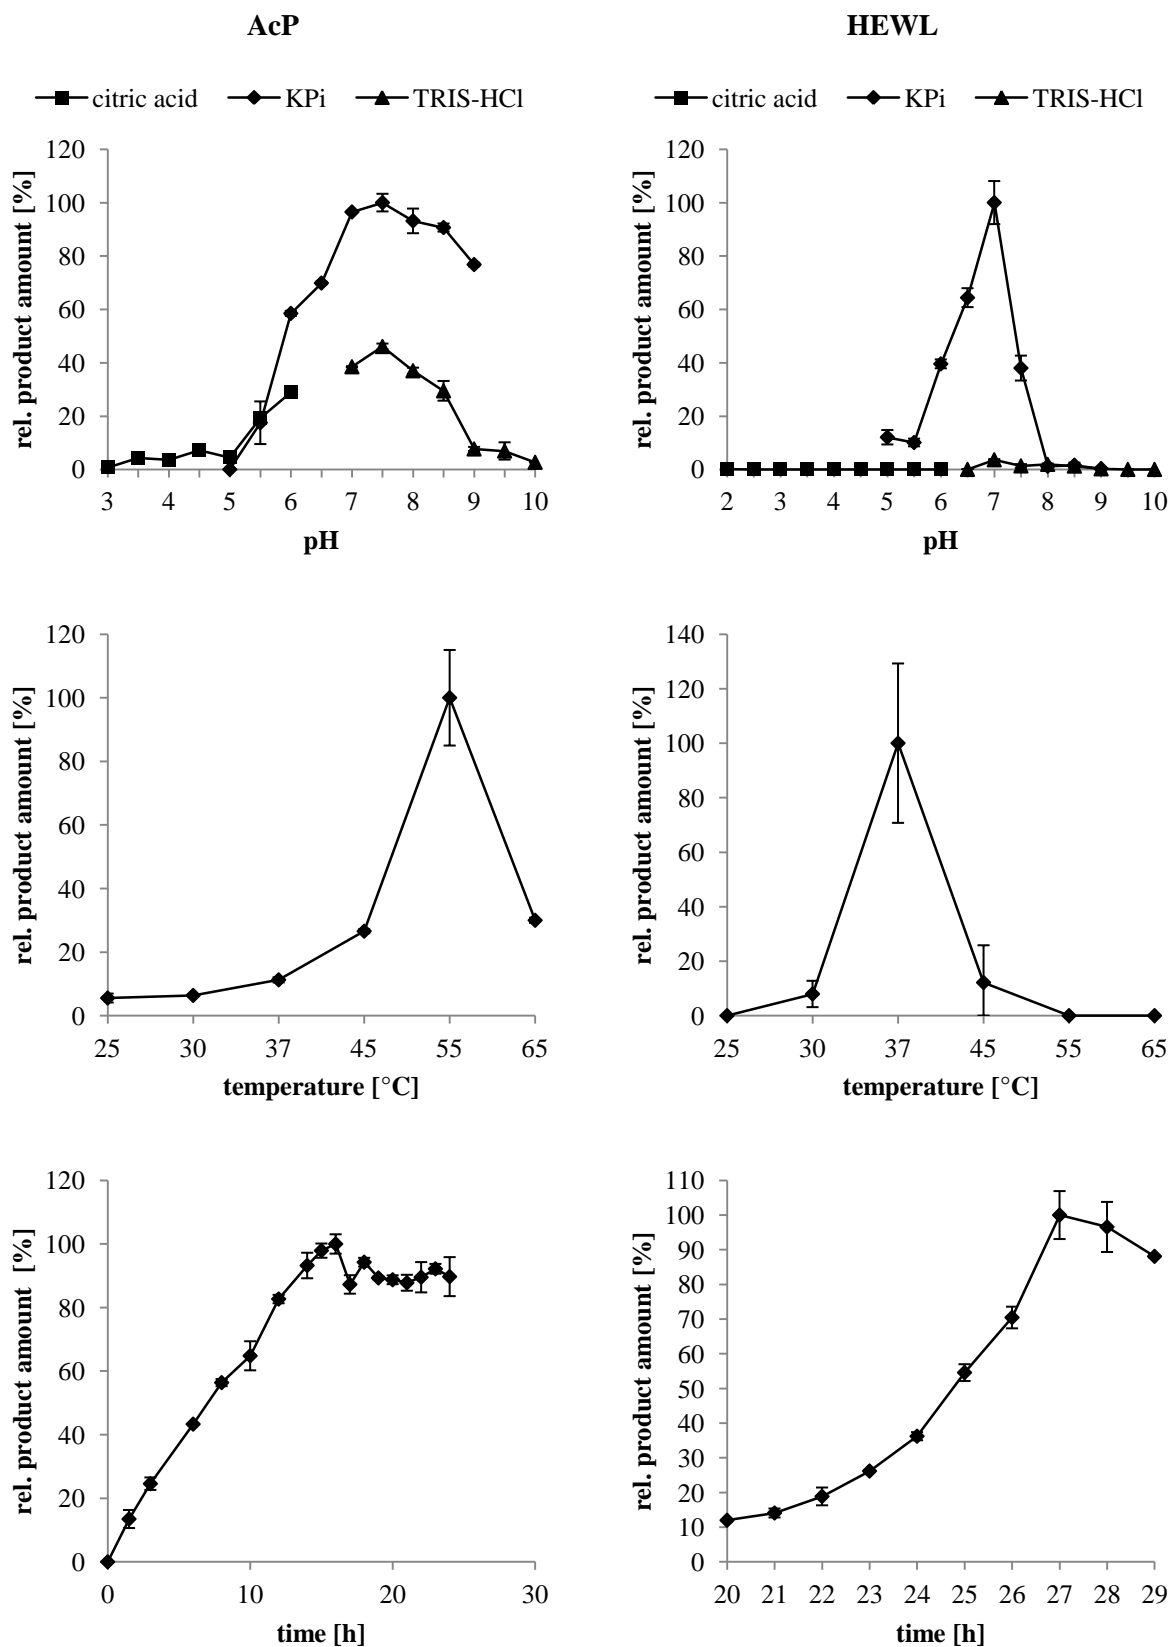 AcP
HEWL
citric acid KPi TRIS-HCl
citric acid KPi TRIS-HCl
rel. product amount [%]
120
100
80
60
40
20
0
3 4 5 6 7 8 9 10
pH
rel. product amount [%]
120
100
80
60
40
20
0
2 3 4 5 6 7 8 9 10
pH
rel. product amount [%]
120
100
80
60
40
20
0
25 30 37 45 55 65
temperature [°C]
rel. product amount [%]
140
120
100
80
60
40
20
0
25 30 37 45 55 65
temperature [°C]
rel. product amount [%]
120
100
80
60
40
20
0
0 10 20 30
time [h]
rel. product amount [%]
110
100
90
80
70
60
50
40
30
20
10
0
20 21 22 23 24 25 26 27 28 29
time [h]